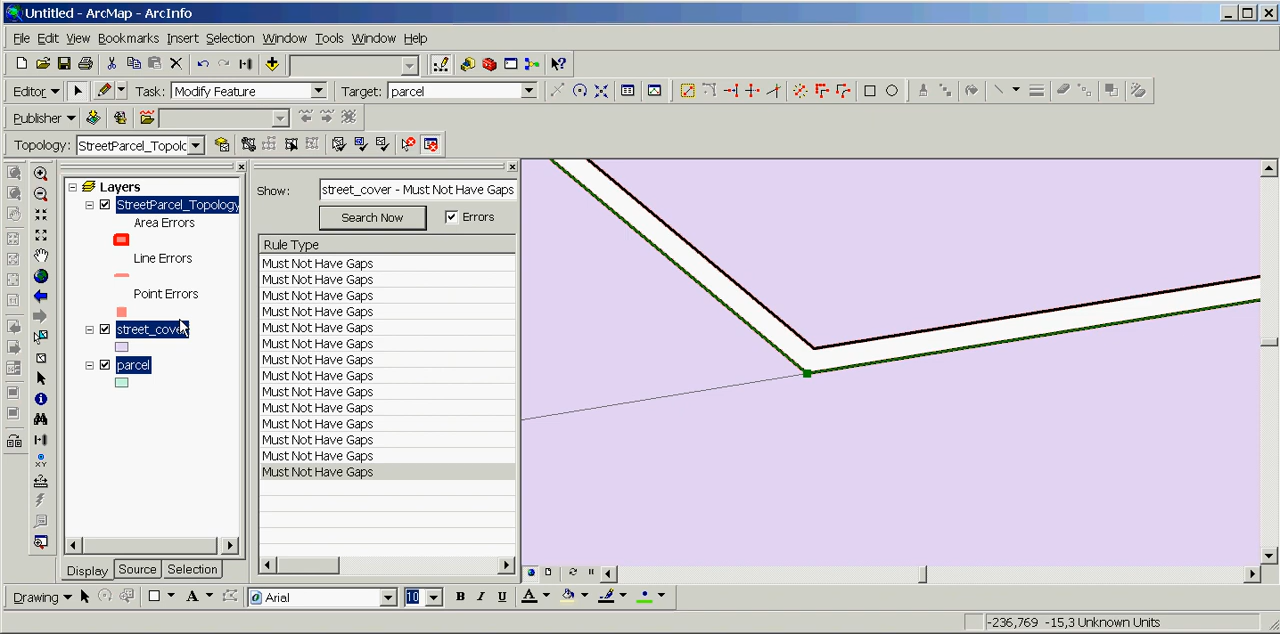 Untitled - ArcMap - ArcInfo
File Edit View Bookmarks Insert Selection Window Tools Window Help
Editor Task: Modify Feature Target: parcel
Publisher
Topology: StreetParcel_Topolo
Layers
StreetParcel_Topology
Area Errors
Line Errors
Point Errors
street_cove
parcel
Display Source Selection
Show: street_cover - Must Not Have Gaps
Search Now Errors
Rule Type
Must Not Have Gaps
Must Not Have Gaps
Must Not Have Gaps
Must Not Have Gaps
Must Not Have Gaps
Must Not Have Gaps
Must Not Have Gaps
Must Not Have Gaps
Must Not Have Gaps
Must Not Have Gaps
Must Not Have Gaps
Must Not Have Gaps
Must Not Have Gaps
Must Not Have Gaps
Drawing A Arial 10 B I U A
-236,769 -15,3 Unknown Units